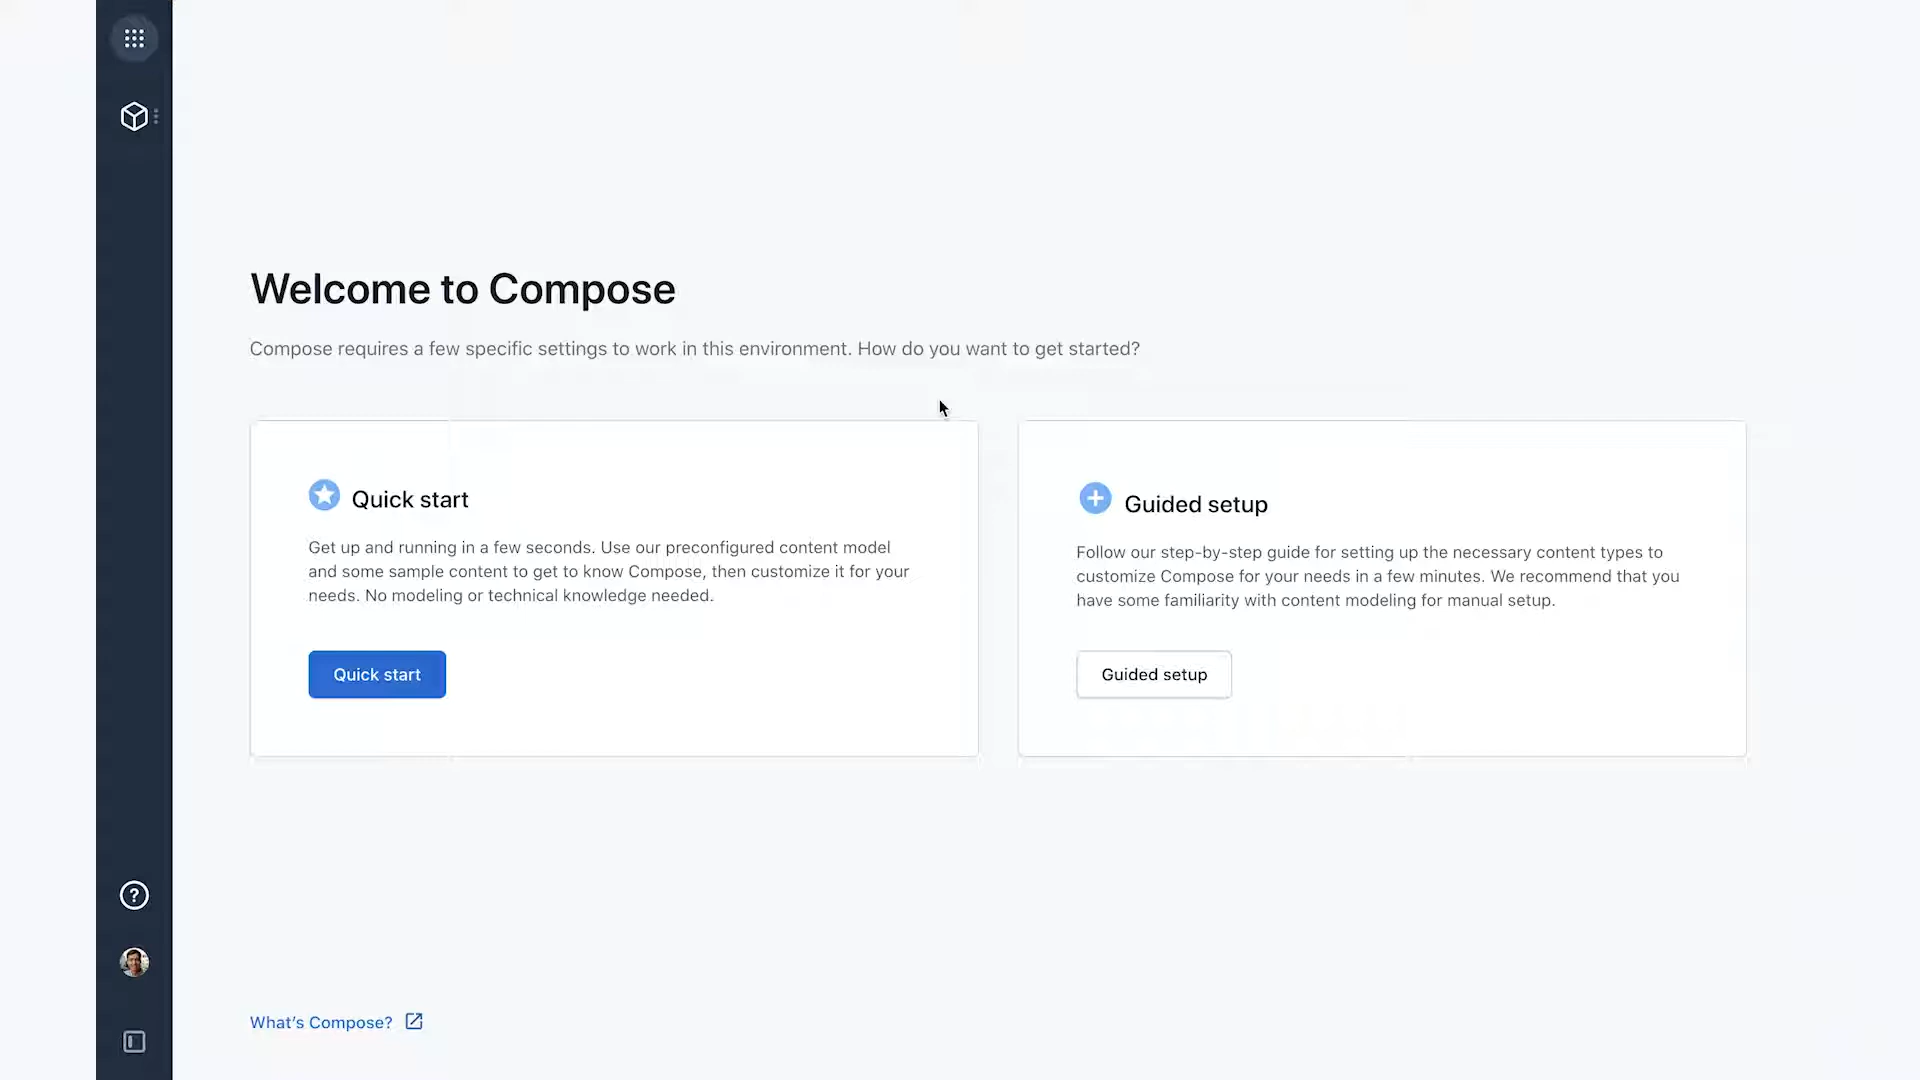 Welcome to Compose
Compose requires a few specific settings to work in this environment. How do you want to get started?
Quick start
Get up and running in a few seconds. Use our preconfigured content model
and some sample content to get to know Compose, then customize it for your
needs. No modeling or technical knowledge needed.
Quick start
Guided setup
Follow our step-by-step guide for setting up the necessary content types to
customize Compose for your needs in a few minutes. We recommend that you
have some familiarity with content modeling for manual setup.
Guided setup
What's Compose?